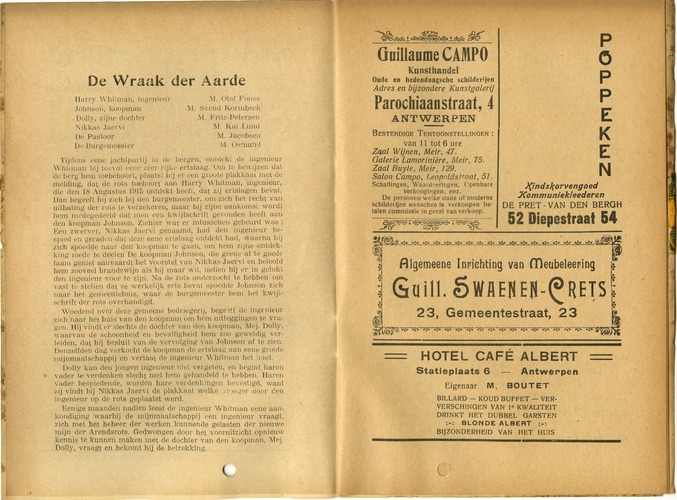 De Wraak der Aarde
Harry Whitman, ingenieur M. Olaf Fonss
Johnson, koopman M. Svend Kornbeek
Dolly, zijne dochter M. Fritz-Petersen
Nikkas Jaervi M. Kai Lund
De Pastoor M. Jacobsen
De Burgemeester M. Osmund
Tijdens eene jachtpartij in de bergen, ontdekt de ingenieur
Whitman bij toeval eene zeer rijke ertslaag. Om te bewijzen dat
de berg hem toebehoort, plaatst hij er een groote plakkaat met de
melding, dat de rots toehoort aan Harry Whitman, ingenieur,
die den 18 Augustus 1915 ontdekt heeft, dat zij ertslagen bevat.
Dan begeeft hij zich bij den burgemeester, om zich het recht van
uitbating der rots te verzekeren, maar bij zijne aankomst wordt
hem medegedeeld dat men een kwijlschrift gevonden heeft aan
den koopman Johnson. Ziehier wat er intusschen gebeurd was :
Een zwerver, Nikkas Jaervi genaamd, had den ingenieur be-
spied en geraden dat deze eene ertslaag ontdekt had, waarna hij
zich spoedde naar den koopman te gaan, om hem zijne ontdek-
king mede te deelen De koopman Johnson, die geene al te goede
faam geniet aanvaardt het voorstel van Nikkas Jaervi en beloofd
hem zooveel brandewijn als hij maar wil, indien hij er in gelukt
den ingenieur voor te zijn. Na de rots onderzocht te hebben om
vast te stellen dat ze werkelijk erts bevat spoedde Johnson zich
naar het gemeentehuis, waar de burgemeester hem het kwijt-
schrift der rots overhandigd.
Woedend over deze gemeene bedriegerij, begeeft de ingenieur
zich naar het huis van den koopman en hem uitleggingen te vra-
gen. Hij vindt er slechts de dochter van den koopman, Mej. Dolly,
waarvan de schoonheid en bevalligheid hem zoo geweldig ver-
leiden, dat hij besluit van de vervolging van Johnson af te zien.
Denzelfden dag verkocht de koopman de ertslaag aan eene groote
mijnmaatschappij en verlaat de ingenieur Whitman het land.
Dolly kan den jongen ingenieur niet vergeten, en begint haren
vader te verdenken slecht met hem gehandeld te hebben. Haren
vader bespiedende, worden hare verdenkingen bevestigd, want
zij vindt bij Nikkas Jaervi de plakkaat welke vroeger door den
ingenieur op de rots geplaatst werd.
Eenige maanden nadien leest de ingenieur Whitman eene aan-
kondiging waarbij de mijnmaatschappij een ingenieur vraagt,
zich met het beheer der werken kunnende gelasten der nieuwe
mijn der Arendsrots. Gedwongen door het vooruitzicht opnieuw
kennis te kunnen maken met de dochter van den koopman, Mej.
Dolly, vraagt en bekomt hij de betrekking.
Guillaume CAMPO
Kunsthandel
Oude en hedendaagsche schilderijen
Adres en bijzondere Kunstgalerij
Parochiaanstraat, 4
ANTWERPEN
BESTENDIGE TENTOONSTELLINGEN :
van 11 tot 6 ure
Zaal Wijnen, Meir, 47.
Galerie Lamorinière, Meir, 75.
Zaal Buyle, Meir, 129.
Salon Campo, Leopoldstraat, 51.
Schattingen, Waardeerlagen, Openbare
verkoopingen, enz.
De personen welke oude of moderne
schilderijen wenschen te verkoopen be-
talen commissie in geval van verkoop.
POPPEKEN
Kindskorvengoed
Kommuniekleederen
DE PRET - VAN DEN BERGH
52 Diepestraat 54
Algemeene Inrichting van Meubeleering
Guill. SWAENEN-CRETS
23, Gemeentestraat, 23
HOTEL CAFÉ ALBERT
Statieplaats 6 — Antwerpen
Eigenaar M. BOUTET
BILLARD — KOUD BUFFET — VER-
VERSCHINGEN VAN 1e KWALITEIT
DRINKT HET DUBBEL GARSTEN
:-: BLONDE ALBERT :-:
BIJZONDERHEID VAN HET HUIS